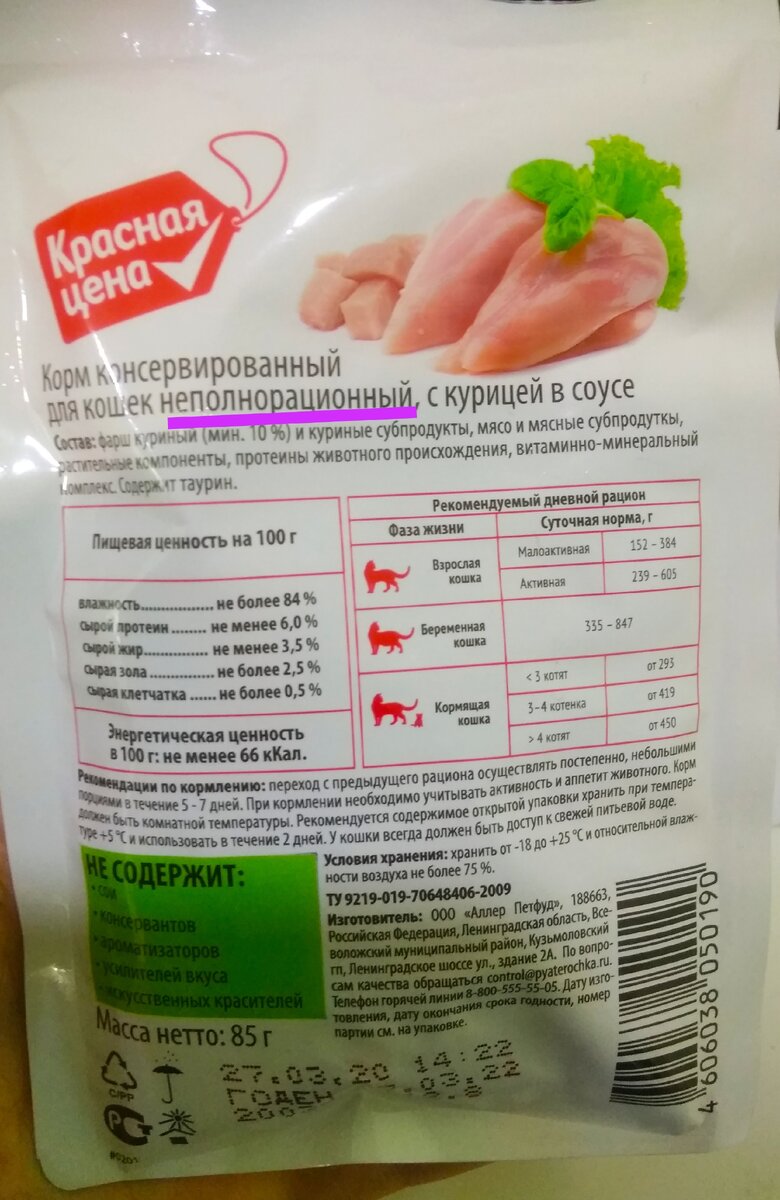 Красная
цена
Корм консервированный
для кошек неполнорационный, с курицей в соусе
Состав: фарш куриный (мин. 10 %) и куриные субпродукты, мясо и мясные субпродуткы,
растительные компоненты, протеины животного происхождения, витаминно-минеральный
комплекс. Содержит таурин.
Пищевая ценность на 100 г
влажность................ не более 84 %
сырой протеин ........ не менее 6,0 %
сырой жир............... не менее 3,5 %
сырая зола............... не более 2,5 %
сырая клетчатка ...... не более 0,5 %
Энергетическая ценность
в 100 г: не менее 66 кКал.
Рекомендуемый дневной рацион
Фаза жизни Суточная норма, г
Взрослая
кошка
Малоактивная 152 – 384
Активная 239 – 605
Беременная
кошка
335 – 847
Кормящая
кошка
< 3 котят от 293
3–4 котенка от 419
> 4 котят от 450
Рекомендации по кормлению: переход с предыдущего рациона осуществлять постепенно, небольшими
порциями в течение 5 - 7 дней. При кормлении необходимо учитывать активность и аппетит животного. Корм
должен быть комнатной температуры. Рекомендуется содержимое открытой упаковки хранить при темпера-
туре +5 °С и использовать в течение 2 дней. У кошки всегда должен быть доступ к свежей питьевой воде.
Условия хранения: хранить от -18 до +25 °С и относительной влаж-
ности воздуха не более 75 %.
ТУ 9219-019-70648406-2009
Изготовитель: ООО «Аллер Петфуд», 188663,
Российская Федерация, Ленинградская область, Все-
воложский муниципальный район, Кузьмоловский
гп, Ленинградское шоссе ул., здание 2А. По вопро-
сам качества обращаться control@pyaterochka.ru.
Телефон горячей линии 8-800-555-55-05. Дату изго-
товления, дату окончания срока годности, номер
партии см. на упаковке.
НЕ СОДЕРЖИТ:
• сои
• консервантов
• ароматизаторов
• усилителей вкуса
• искусственных красителей
Масса нетто: 85 г
C/PP
27.03.20 14:22
ГОДЕН .03.22
4 606038 050190